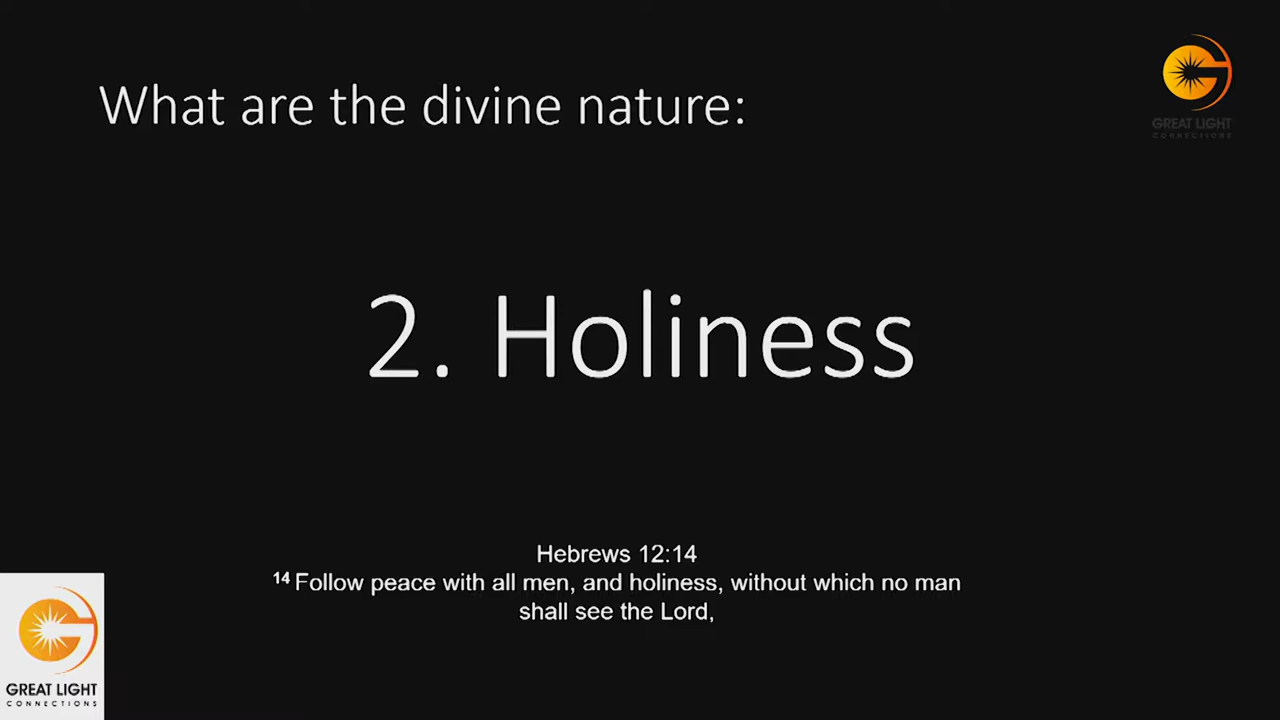 What are the divine nature:
GREAT LIGHT
CONNECTIONS
2. Holiness
Hebrews 12:14
14 Follow peace with all men, and holiness, without which no man
shall see the Lord,
GREAT LIGHT
CONNECTIONS